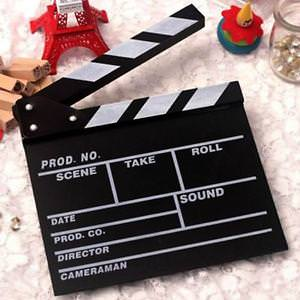 PROD. NO.
SCENE TAKE ROLL
SOUND
DATE
PROD. CO.
DIRECTOR
CAMERAMAN